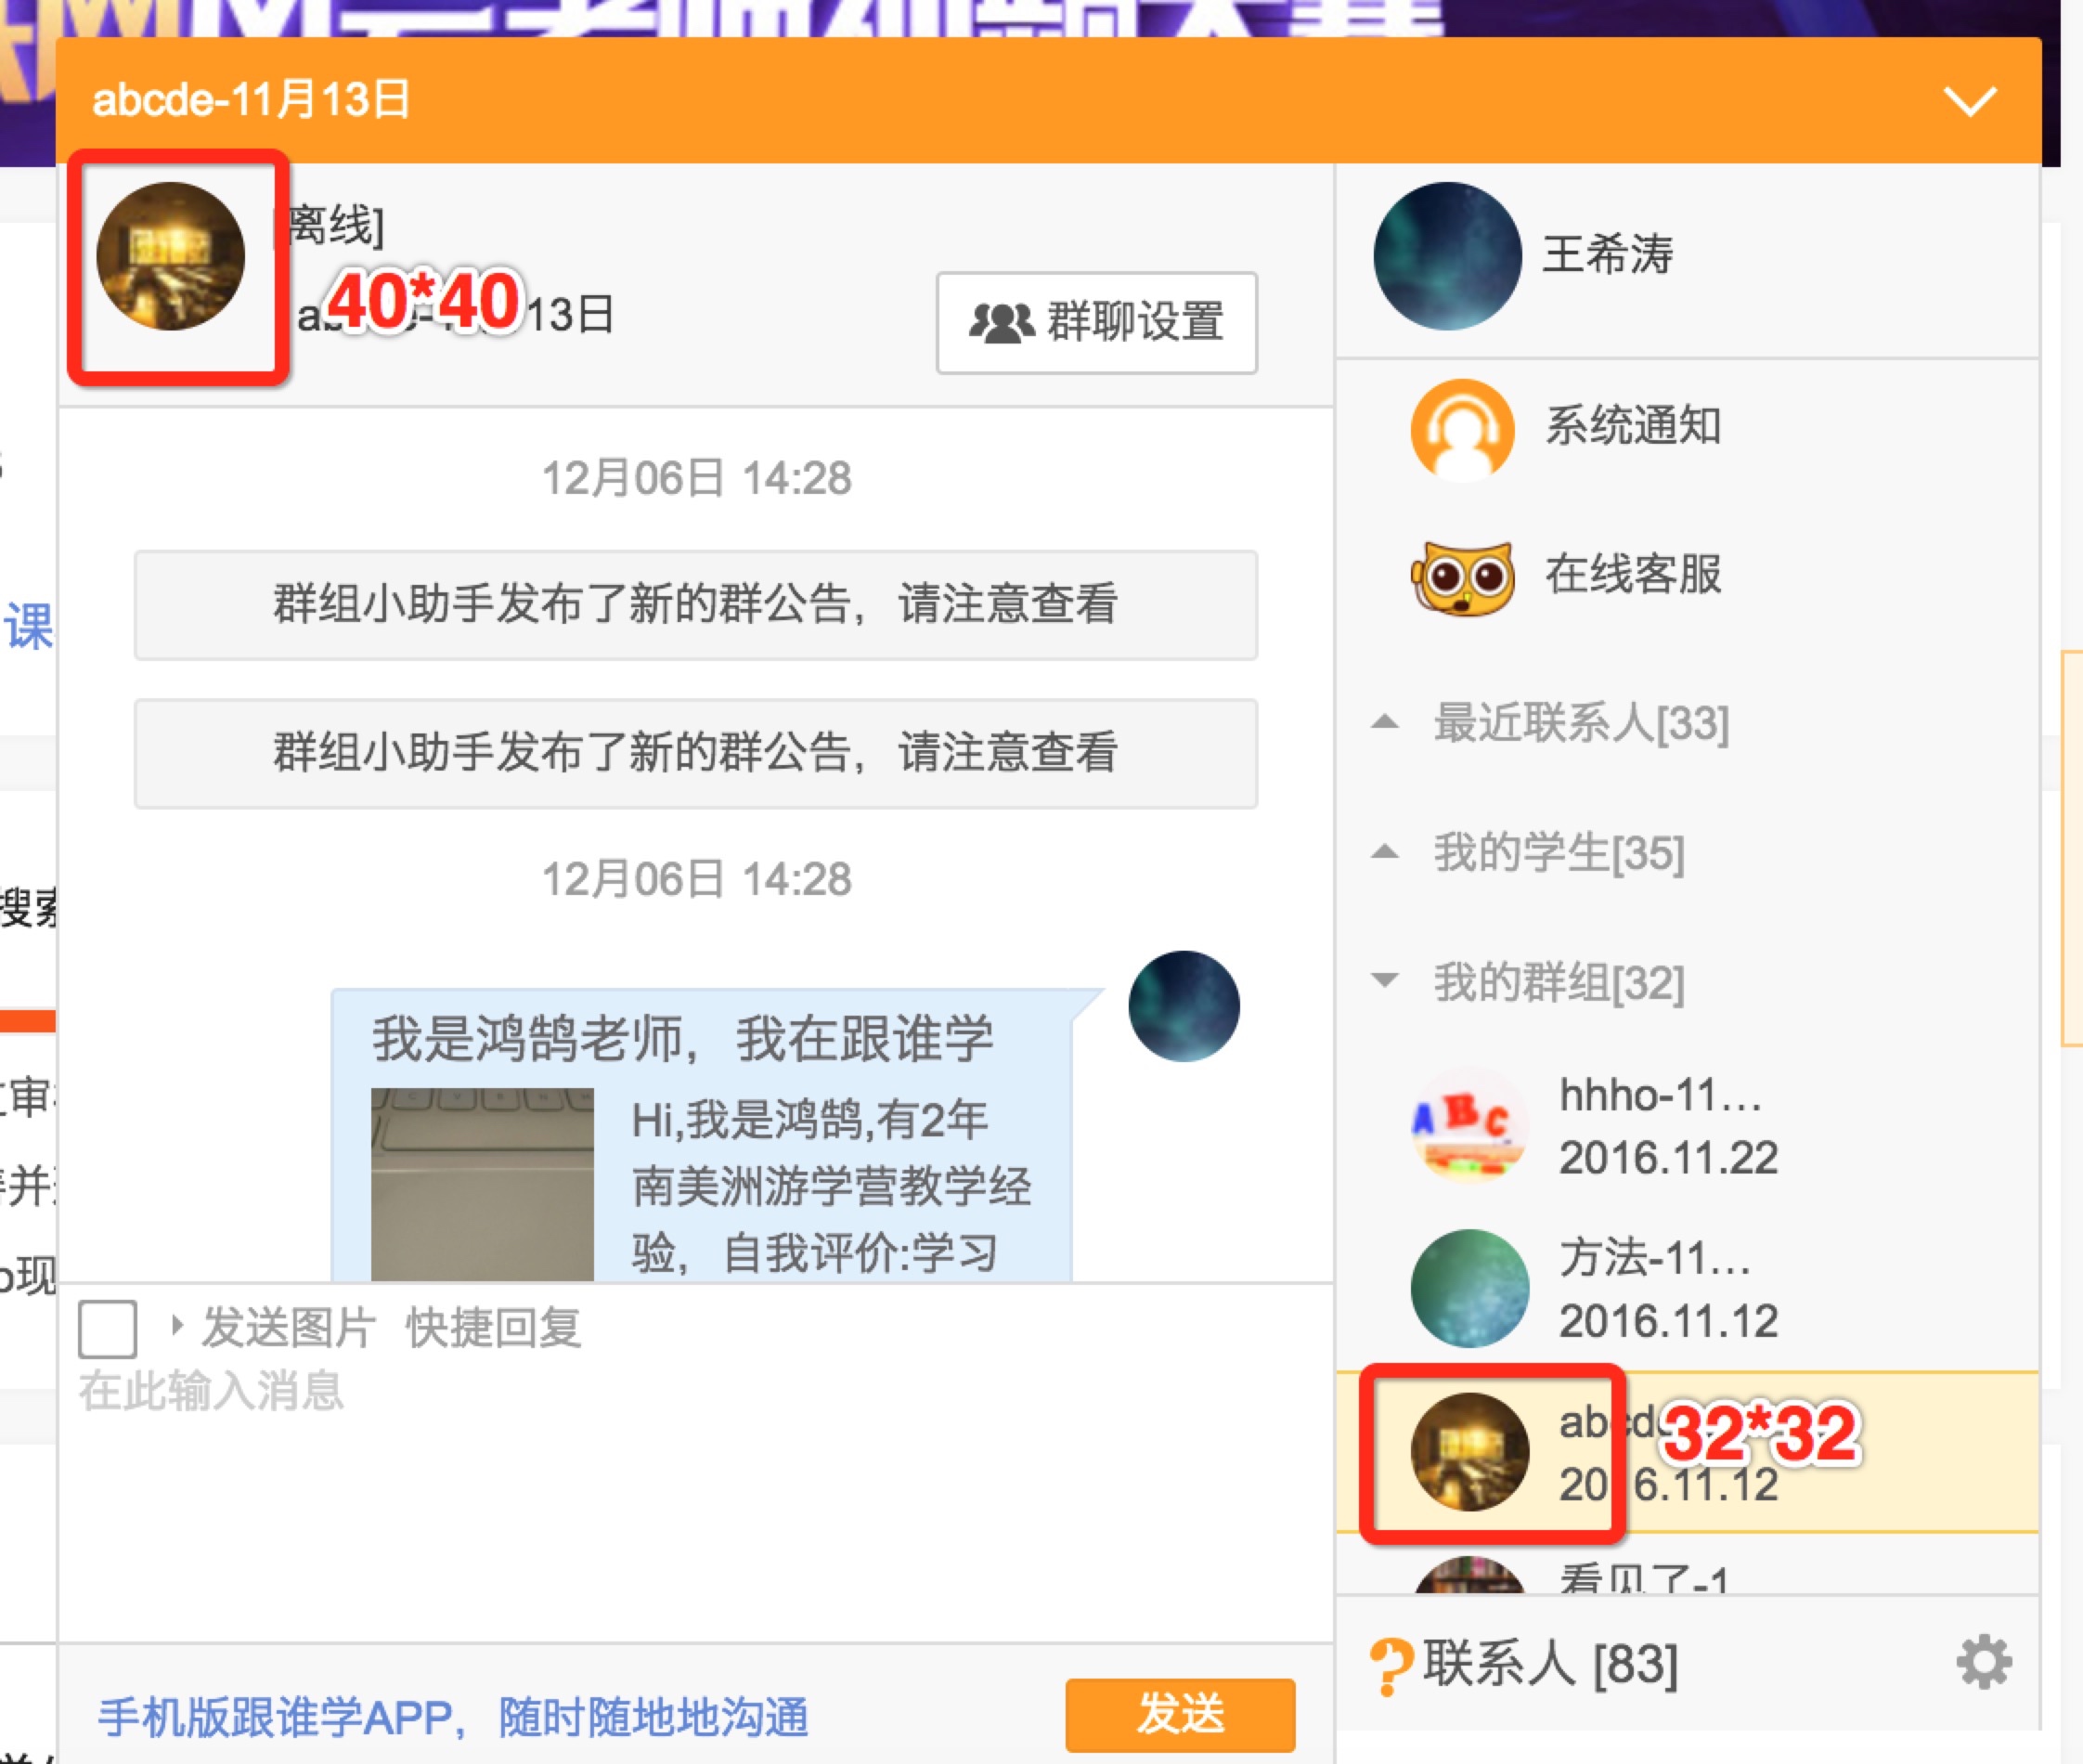 abcde-11月13日
[离线]
40*40
13日
群聊设置
12月06日 14:28
群组小助手发布了新的群公告，请注意查看
群组小助手发布了新的群公告，请注意查看
12月06日 14:28
我是鸿鹄老师，我在跟谁学
Hi,我是鸿鹄,有2年
南美洲游学营教学经
验，自我评价:学习
发送图片 快捷回复
在此输入消息
手机版跟谁学APP，随时随地地沟通
发送
王希涛
系统通知
在线客服
最近联系人[33]
我的学生[35]
我的群组[32]
hhho-11...
2016.11.22
方法-11...
2016.11.12
abcd
32*32
2016.11.12
看见了-1
联系人 [83]
课
搜索
审
并
现